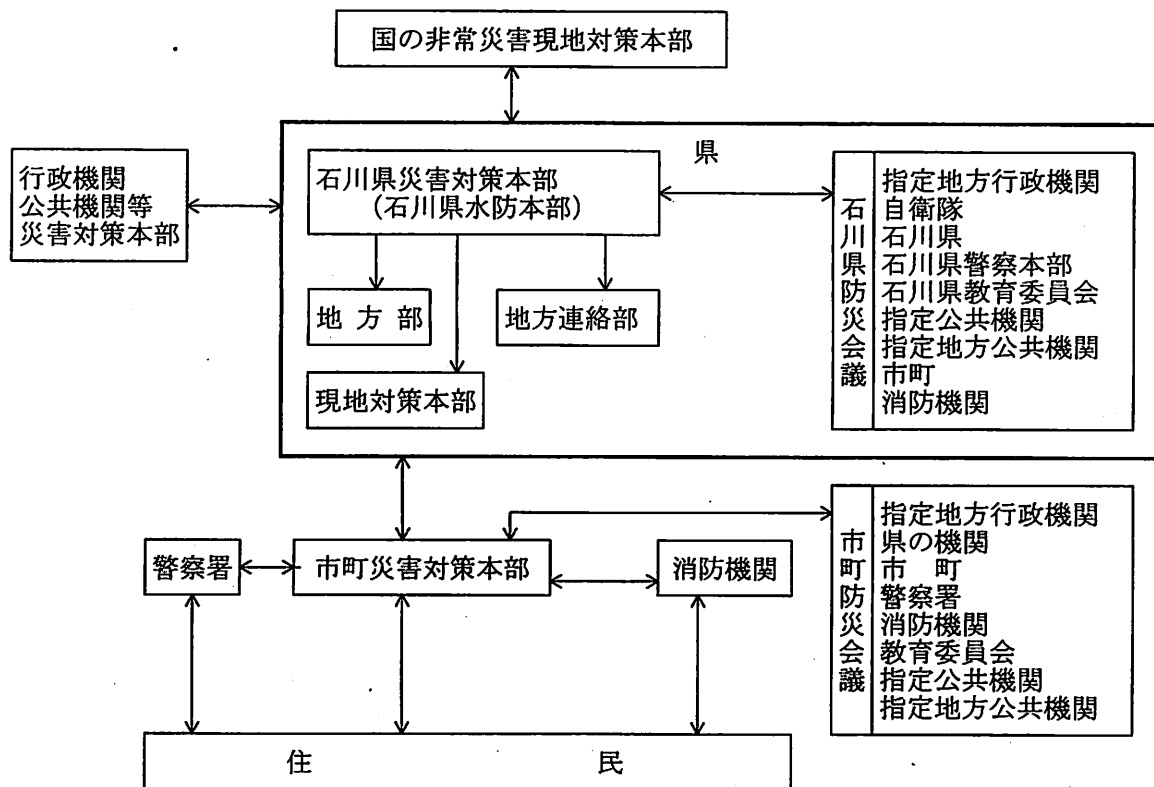 国の非常災害現地対策本部
県
行政機関
公共機関等
災害対策本部
石川県災害対策本部
(石川県水防本部)
地方部
地方連絡部
現地対策本部
石川県防災会議
指定地方行政機関
自衛隊
石川県
石川県警察本部
石川県教育委員会
指定公共機関
指定地方公共機関
市町
消防機関
警察署
市町災害対策本部
消防機関
市町防災会議
指定地方行政機関
県の機関
市 町
警察署
消防機関
教育委員会
指定公共機関
指定地方公共機関
住 民